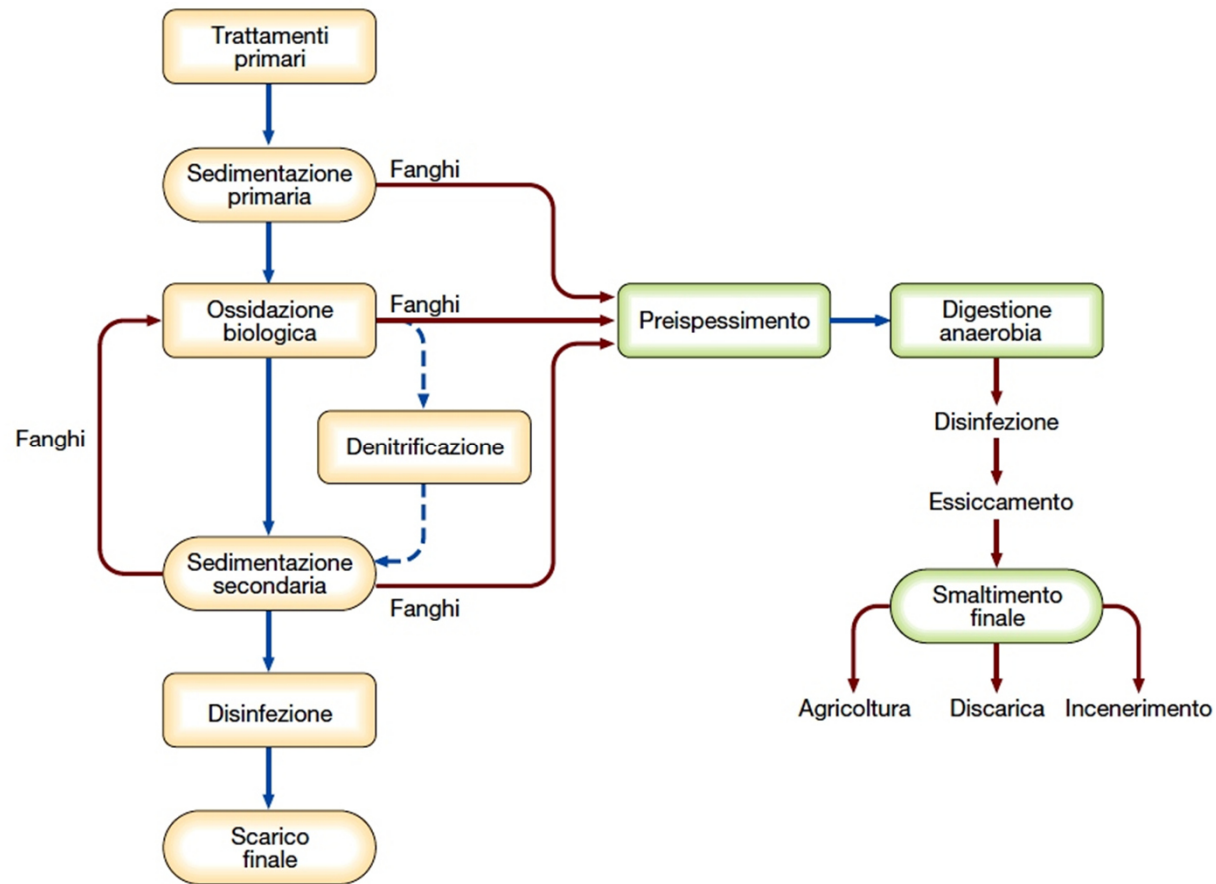 Trattamenti
primari
Sedimentazione
primaria
Fanghi
Ossidazione
biologica
Fanghi
Preispessimento
Digestione
anaerobia
Fanghi
Denitrificazione
Disinfezione
Essiccamento
Sedimentazione
secondaria
Fanghi
Smaltimento
finale
Agricoltura
Discarica
Incenerimento
Disinfezione
Scarico
finale